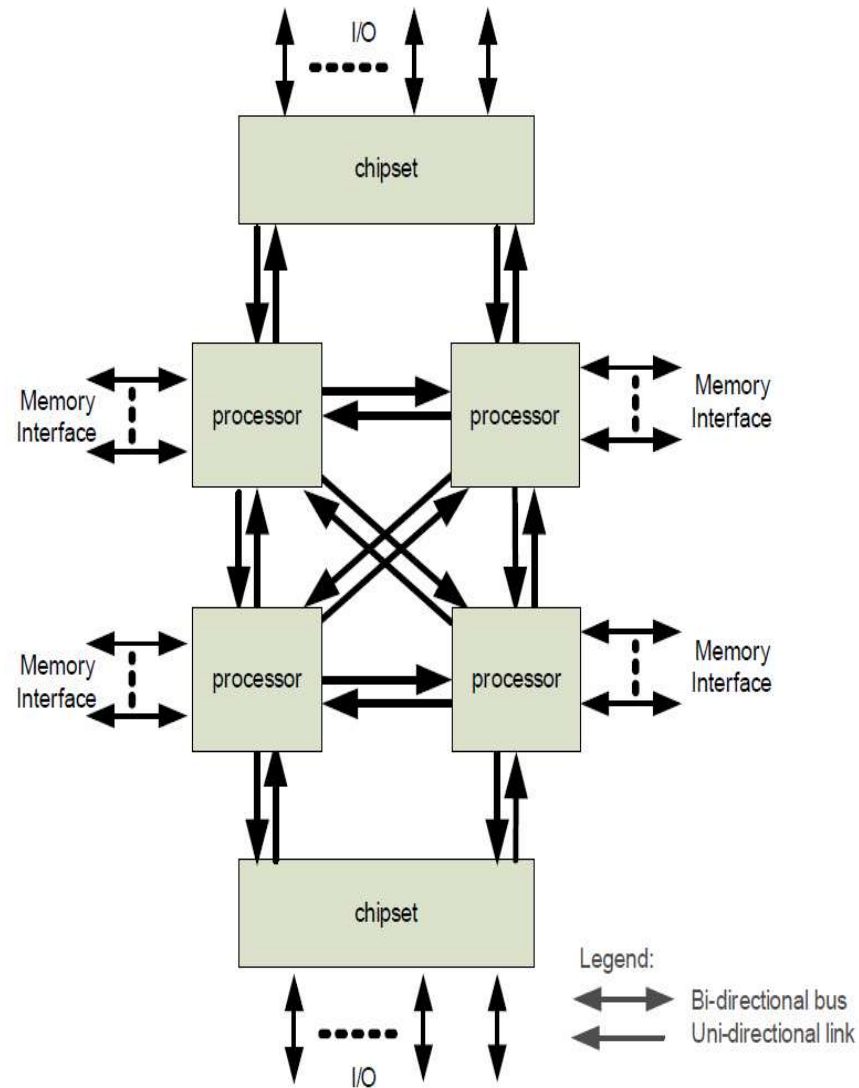 I/O
chipset
processor
processor
Memory
Interface
Memory
Interface
processor
processor
Memory
Interface
Memory
Interface
chipset
Legend:
Bi-directional bus
Uni-directional link
I/O